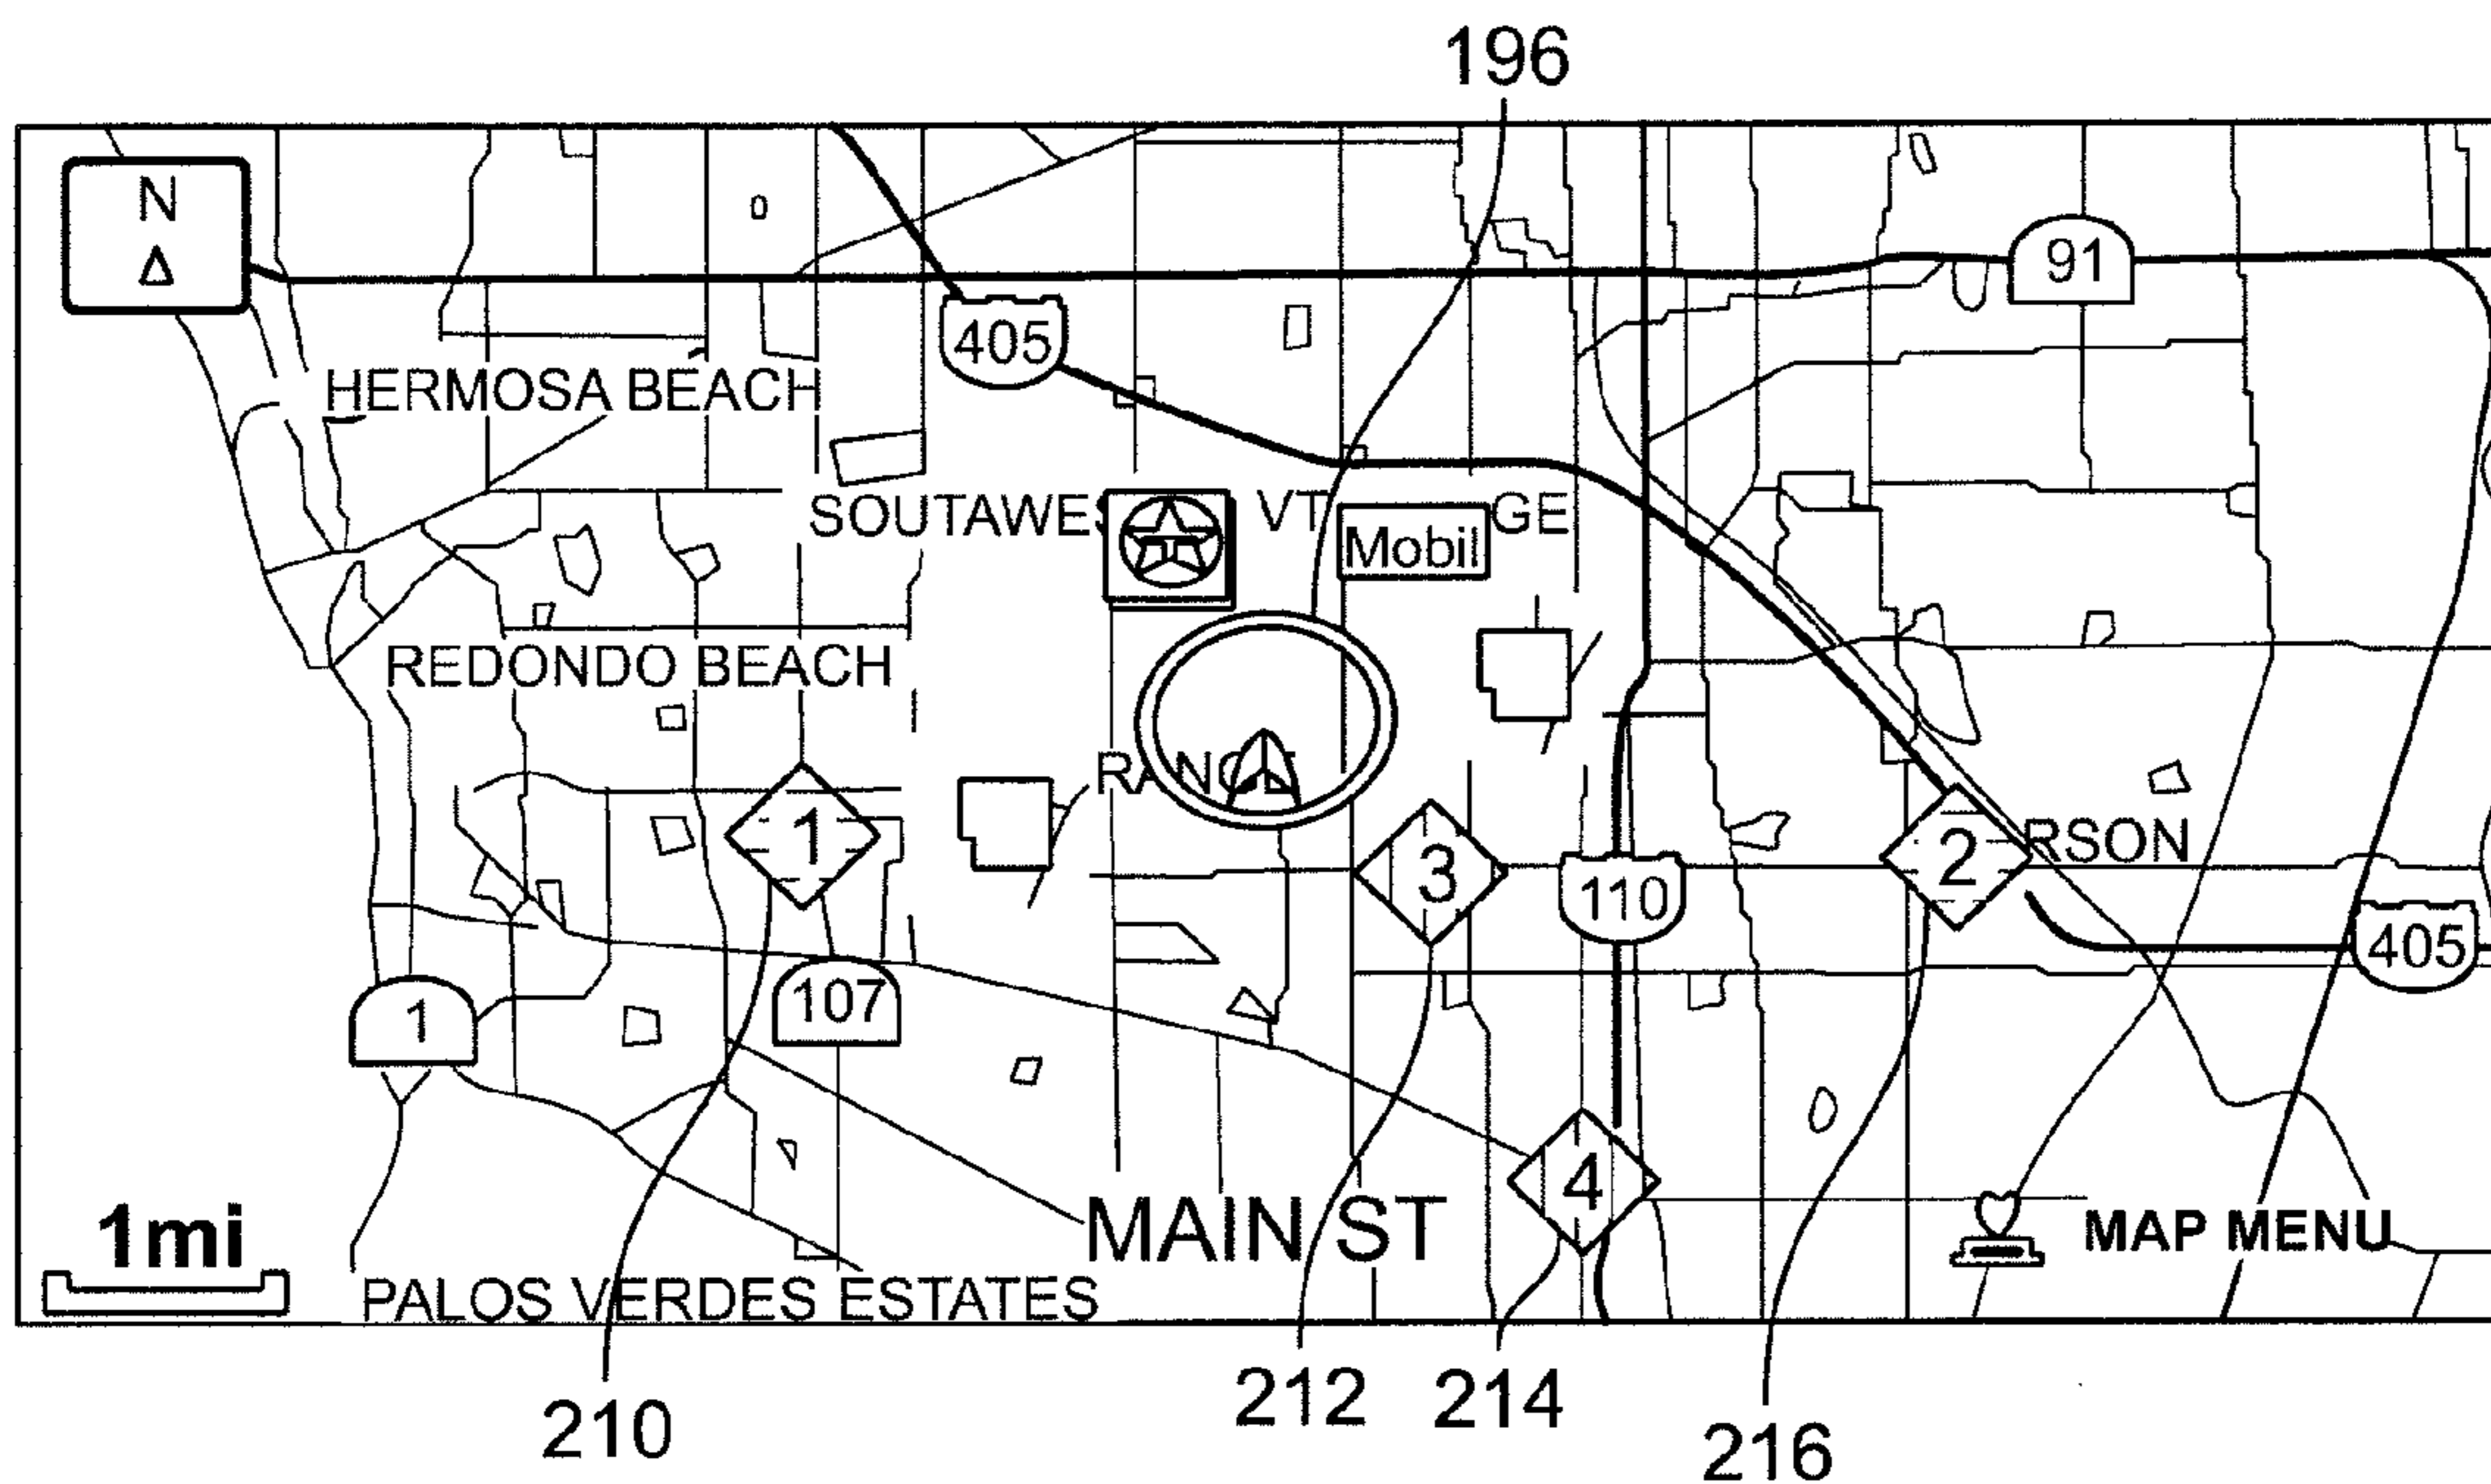 196
N
91
405
HERMOSA BEACH
SOUTAWES VT GE
Mobil
REDONDO BEACH
RANCE
1
3
2
RSON
110
405
107
1
4
MAIN ST
1mi
MAP MENU
PALOS VERDES ESTATES
210
212
214
216